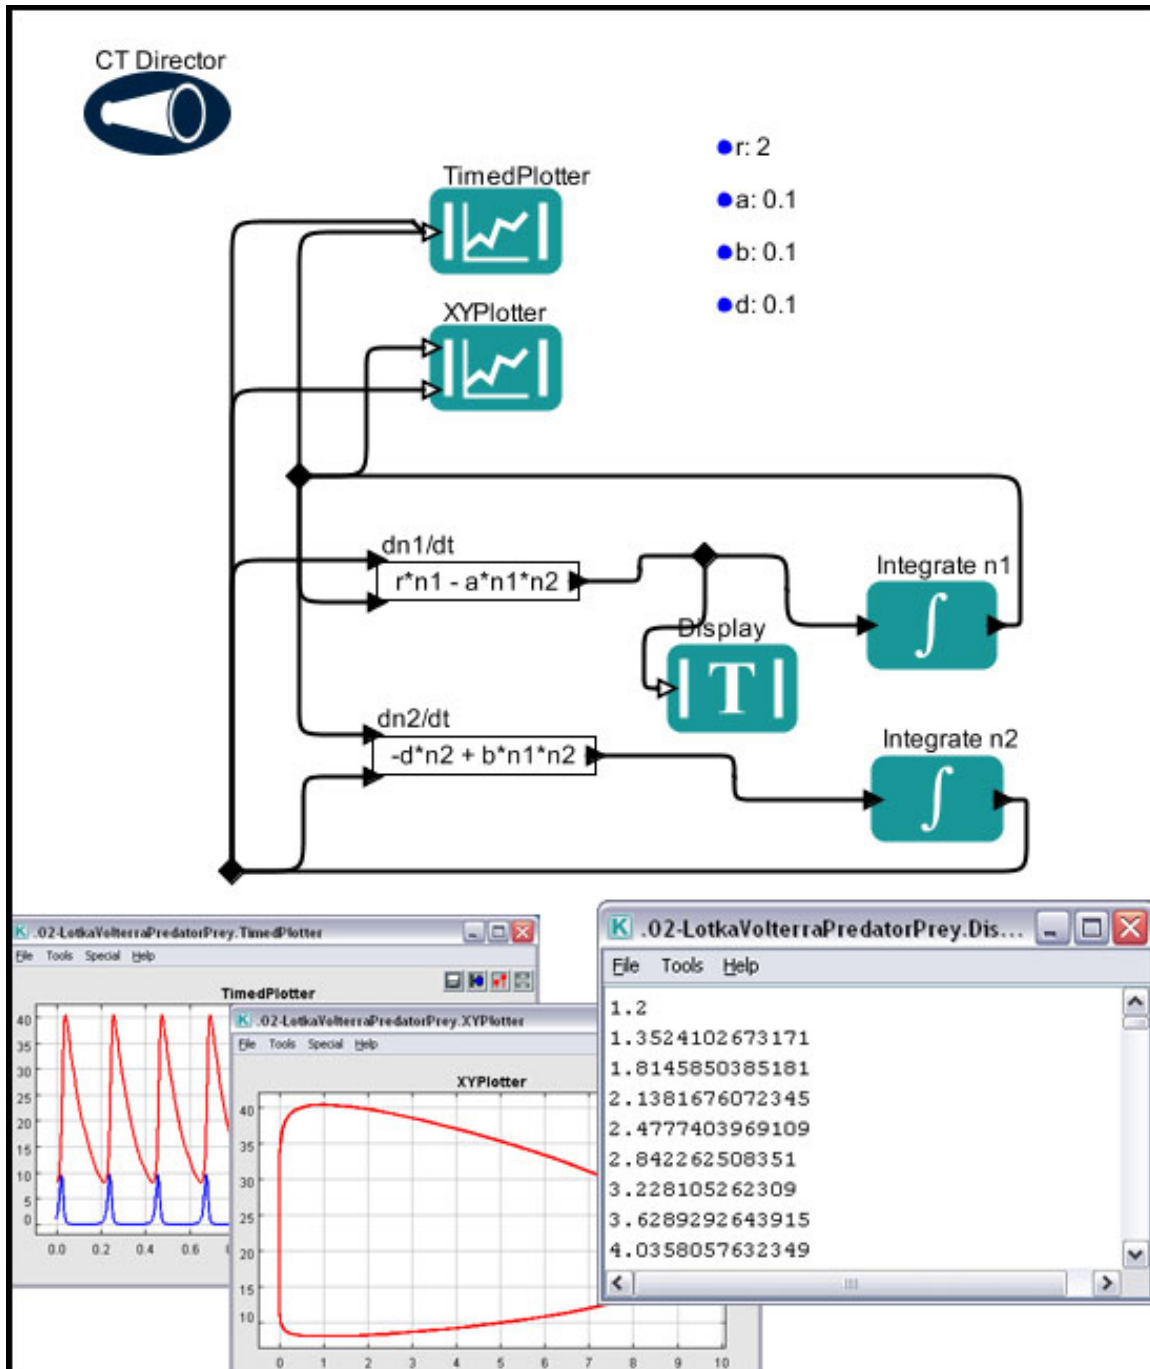 CT Director
TimedPlotter
r: 2
a: 0.1
b: 0.1
d: 0.1
XYPlotter
dn1/dt
r*n1 - a*n1*n2
Integrate n1
∫
Display
T
dn2/dt
-d*n2 + b*n1*n2
Integrate n2
∫
K .02-LotkaVolterraPredatorPrey.TimedPlotter
File Tools Special Help
TimedPlotter
40
35
30
25
20
15
10
5
0
0.0 0.2 0.4 0.6
K .02-LotkaVolterraPredatorPrey.XYPlotter
File Tools Special Help
XYPlotter
40
35
30
25
20
15
10
0 1 2 3 4 5 6 7 8 9 10
K .02-LotkaVolterraPredatorPrey.Dis...
File Tools Help
1.2
1.3524102673171
1.8145850385181
2.1381676072345
2.4777403969109
2.842262508351
3.228105262309
3.6289292643915
4.0358057632349